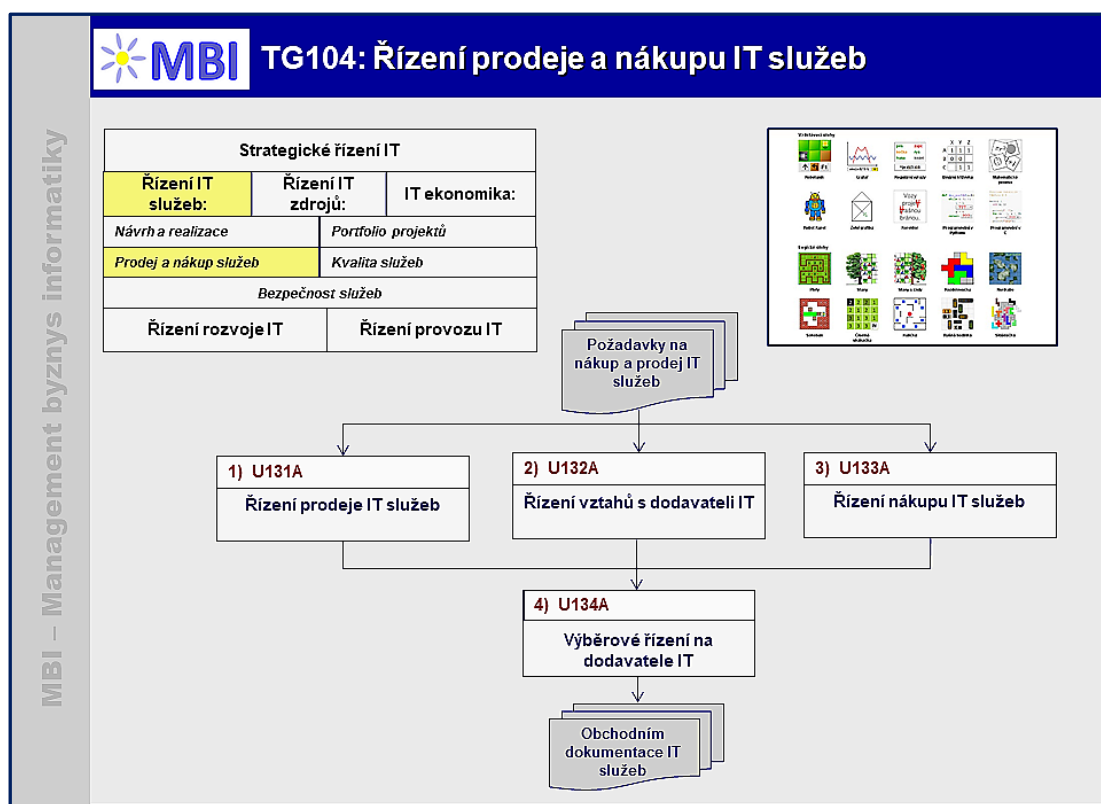 MBI
TG104: Řízení prodeje a nákupu IT služeb
MBI – Management byznys informatiky
Strategické řízení IT
Řízení IT
služeb:
Řízení IT
zdrojů:
IT ekonomika:
Návrh a realizace
Portfolio projektů
Prodej a nákup služeb
Kvalita služeb
Bezpečnost služeb
Řízení rozvoje IT
Řízení provozu IT
Požadavky na
nákup a prodej IT
služeb
1) U131A
Řízení prodeje IT služeb
2) U132A
Řízení vztahů s dodavateli IT
3) U133A
Řízení nákupu IT služeb
4) U134A
Výběrové řízení na
dodavatele IT
Obchodním
dokumentace IT
služeb